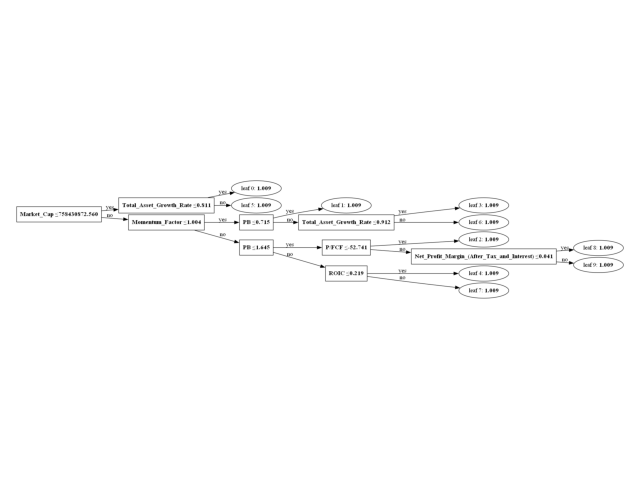 Market_Cap ≤758430872.560
yes
no
Total_Asset_Growth_Rate ≤0.811
Momentum_Factor ≤1.004
yes
no
leaf 0: 1.009
leaf 5: 1.009
yes
no
PB ≤0.715
PB ≤1.645
yes
no
leaf 1: 1.009
Total_Asset_Growth_Rate ≤0.912
yes
no
leaf 3: 1.009
leaf 6: 1.009
yes
no
P/FCF ≤-52.741
ROIC ≤0.219
yes
no
leaf 2: 1.009
Net_Profit_Margin_(After_Tax_and_Interest) ≤0.041
yes
no
leaf 8: 1.009
leaf 9: 1.009
yes
no
leaf 4: 1.009
leaf 7: 1.009